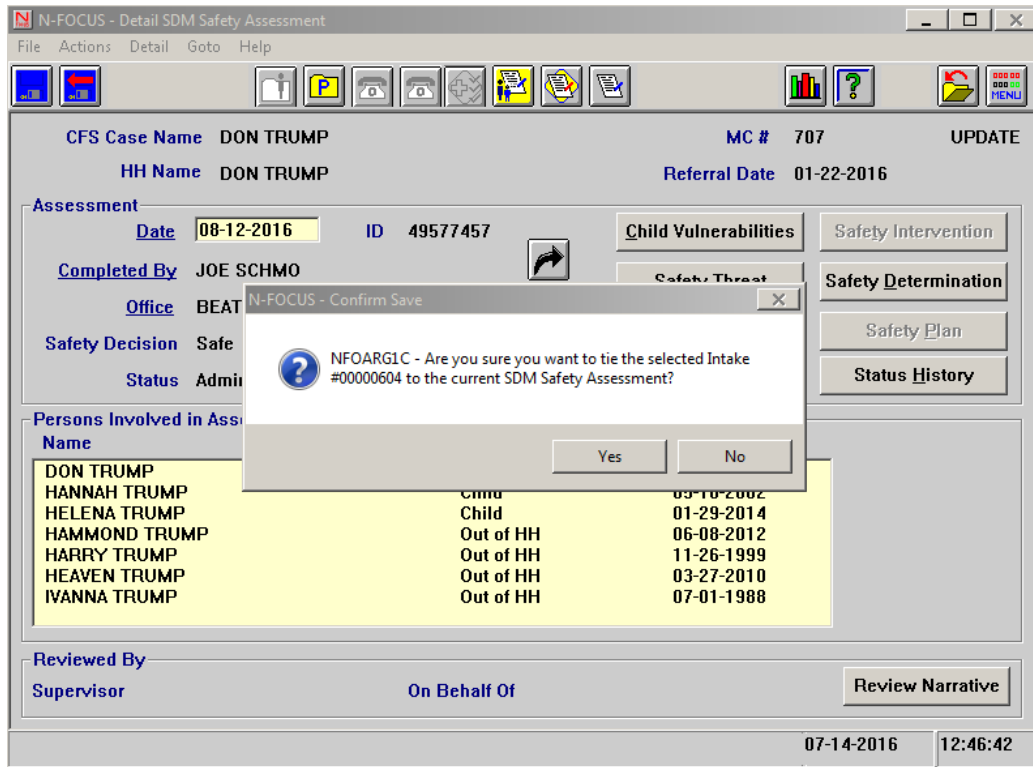 N-FOCUS - Detail SDM Safety Assessment
File Actions Detail Goto Help
P
?
MENU
CFS Case Name DON TRUMP MC # 707 UPDATE
HH Name DON TRUMP Referral Date 01-22-2016
Assessment
Date 08-12-2016 ID 49577457 Child Vulnerabilities Safety Intervention
Completed By JOE SCHMO Safety Threat Safety Determination
Office BEAT
Safety Decision Safe Safety Plan
Status Admi Status History
N-FOCUS - Confirm Save
NFOARG1C - Are you sure you want to tie the selected Intake
#00000604 to the current SDM Safety Assessment?
Yes No
Persons Involved in Ass
Name
DON TRUMP
HANNAH TRUMP Child
HELENA TRUMP Child 01-29-2014
HAMMOND TRUMP Out of HH 06-08-2012
HARRY TRUMP Out of HH 11-26-1999
HEAVEN TRUMP Out of HH 03-27-2010
IVANNA TRUMP Out of HH 07-01-1988
Reviewed By
Supervisor On Behalf Of Review Narrative
07-14-2016 12:46:42